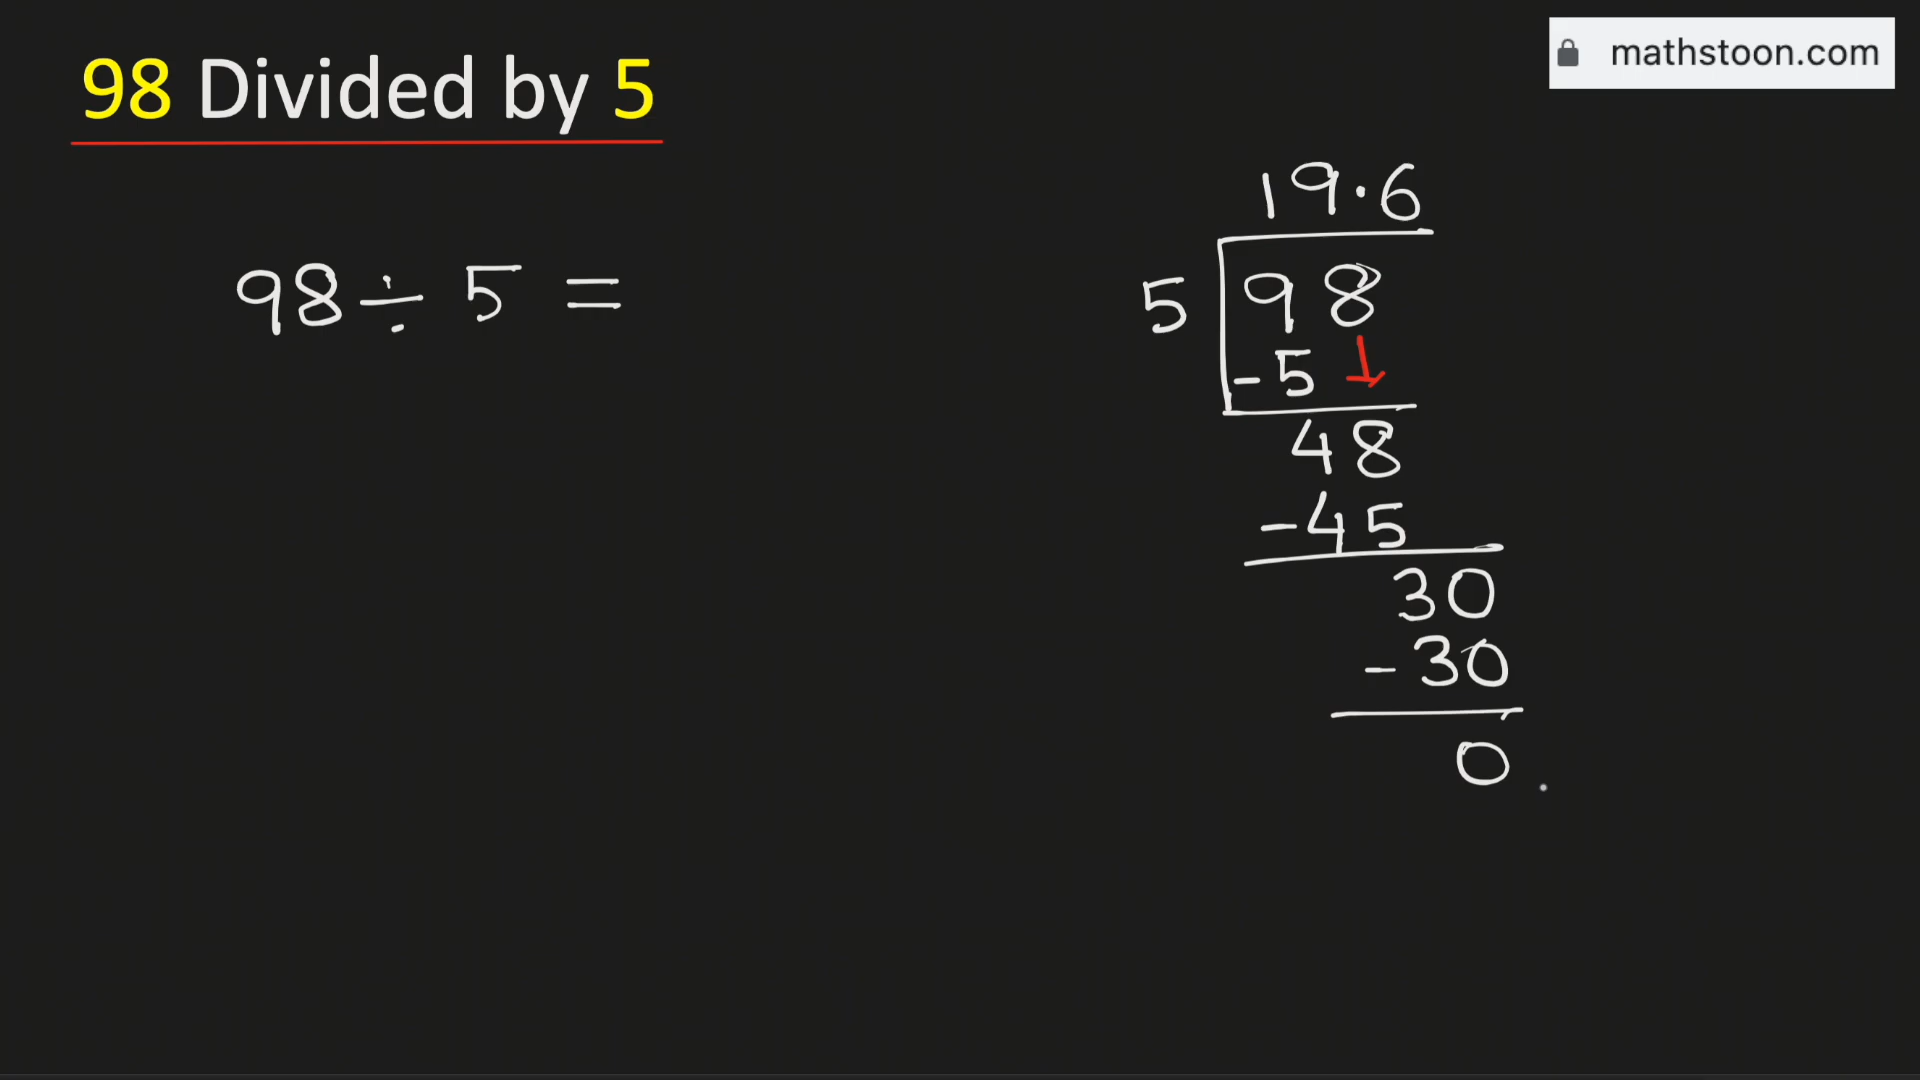 98 Divided by 5
mathstoon.com
98 ÷ 5 =
19.6
5 98
-5
48
-45
30
-30
0